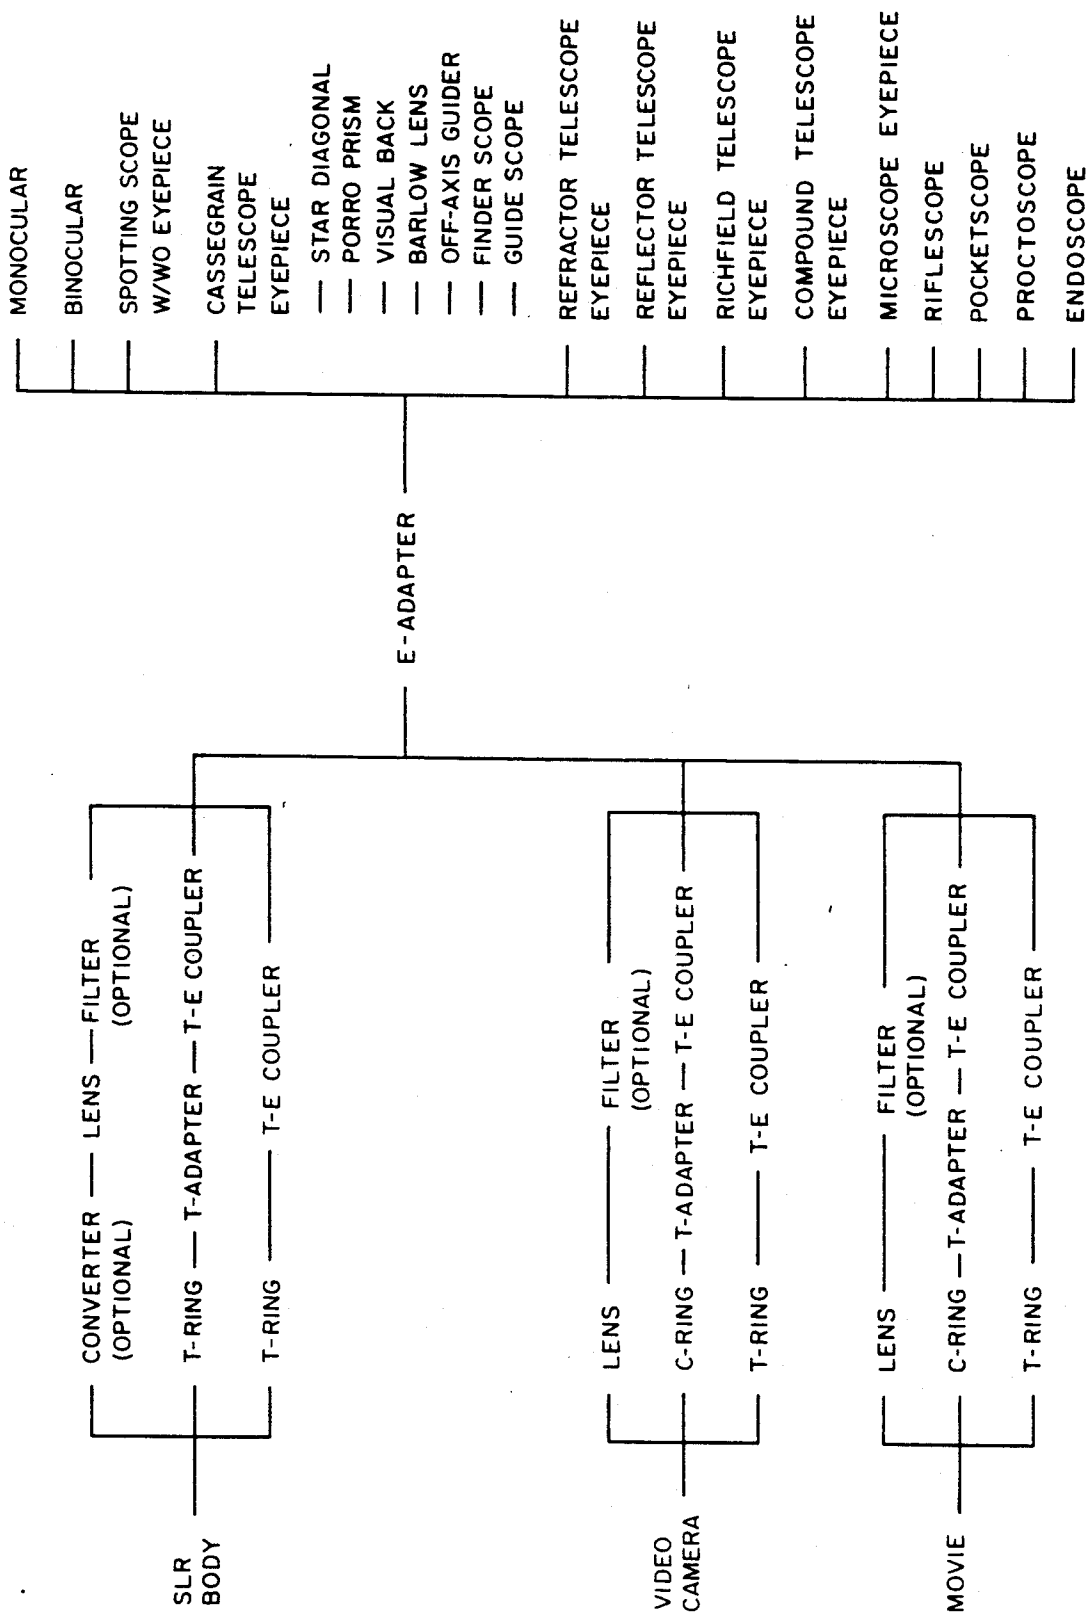 SLR
BODY
CONVERTER — LENS — FILTER
(OPTIONAL) (OPTIONAL)
T-RING — T-ADAPTER — T-E COUPLER
T-RING — T-E COUPLER
VIDEO
CAMERA
LENS — FILTER
(OPTIONAL)
C-RING — T-ADAPTER — T-E COUPLER
T-RING — T-E COUPLER
MOVIE
LENS — FILTER
(OPTIONAL)
C-RING — T-ADAPTER — T-E COUPLER
T-RING — T-E COUPLER
E-ADAPTER
MONOCULAR
BINOCULAR
SPOTTING SCOPE
W/WO EYEPIECE
CASSEGRAIN
TELESCOPE
EYEPIECE
— STAR DIAGONAL
— PORRO PRISM
— VISUAL BACK
— BARLOW LENS
— OFF-AXIS GUIDER
— FINDER SCOPE
— GUIDE SCOPE
REFRACTOR TELESCOPE
EYEPIECE
REFLECTOR TELESCOPE
EYEPIECE
RICHFIELD TELESCOPE
EYEPIECE
COMPOUND TELESCOPE
EYEPIECE
MICROSCOPE EYEPIECE
RIFLESCOPE
POCKETSCOPE
PROCTOSCOPE
ENDOSCOPE